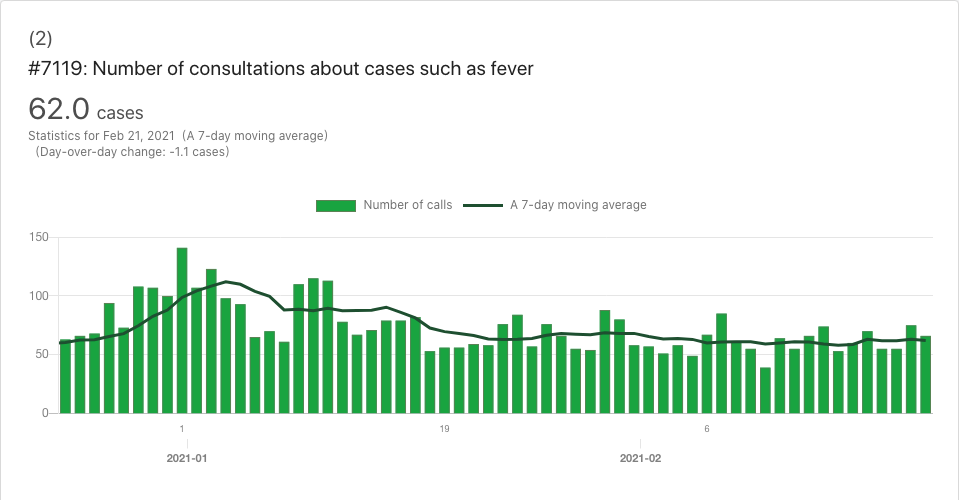 (2)
#7119: Number of consultations about cases such as fever
62.0 cases
Statistics for Feb 21, 2021 (A 7-day moving average)
(Day-over-day change: -1.1 cases)
Number of calls A 7-day moving average
150
100
50
0
1 19 6
2021-01 2021-02